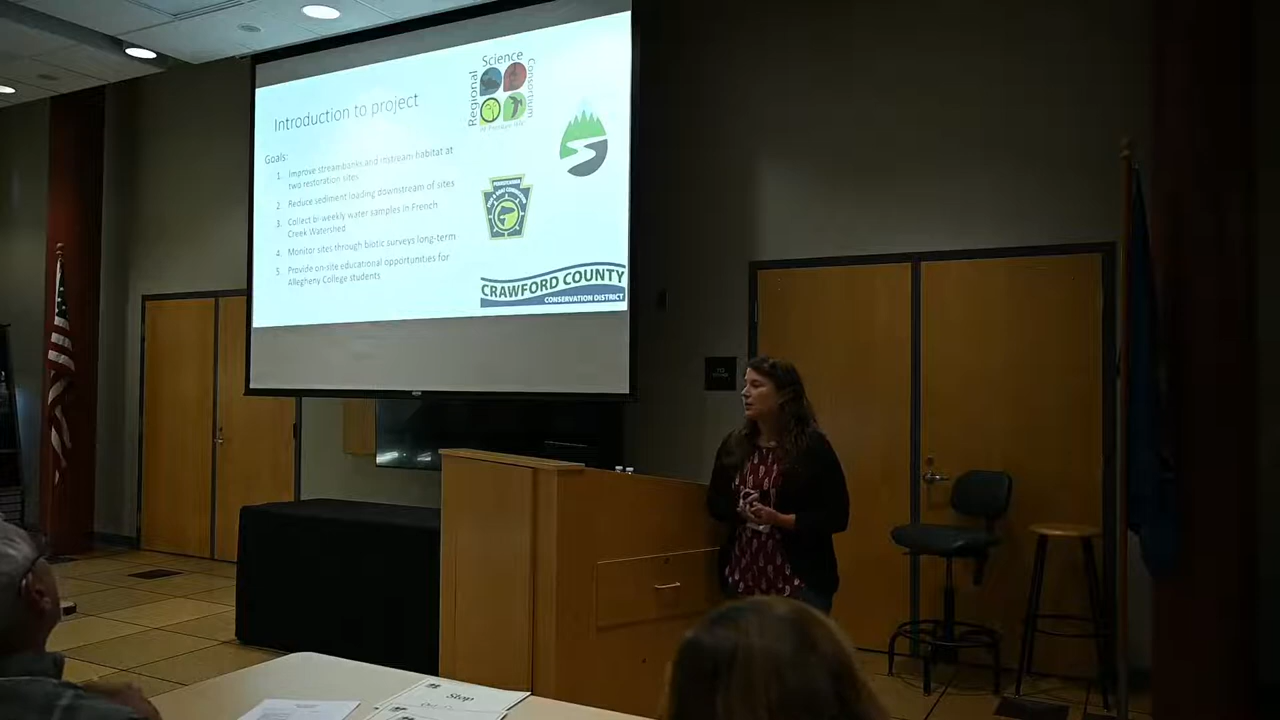 Introduction to project
Goals:
1. Improve streambanks and instream habitat at
two restoration sites
2. Reduce sediment loading downstream of sites
3. Collect bi-weekly water samples in French
Creek Watershed
4. Monitor sites through biotic surveys long-term
5. Provide on-site educational opportunities for
Allegheny College students
Regional
Science
Consortium
PENNSYLVANIA
CRAWFORD COUNTY
CONSERVATION DISTRICT
Stop